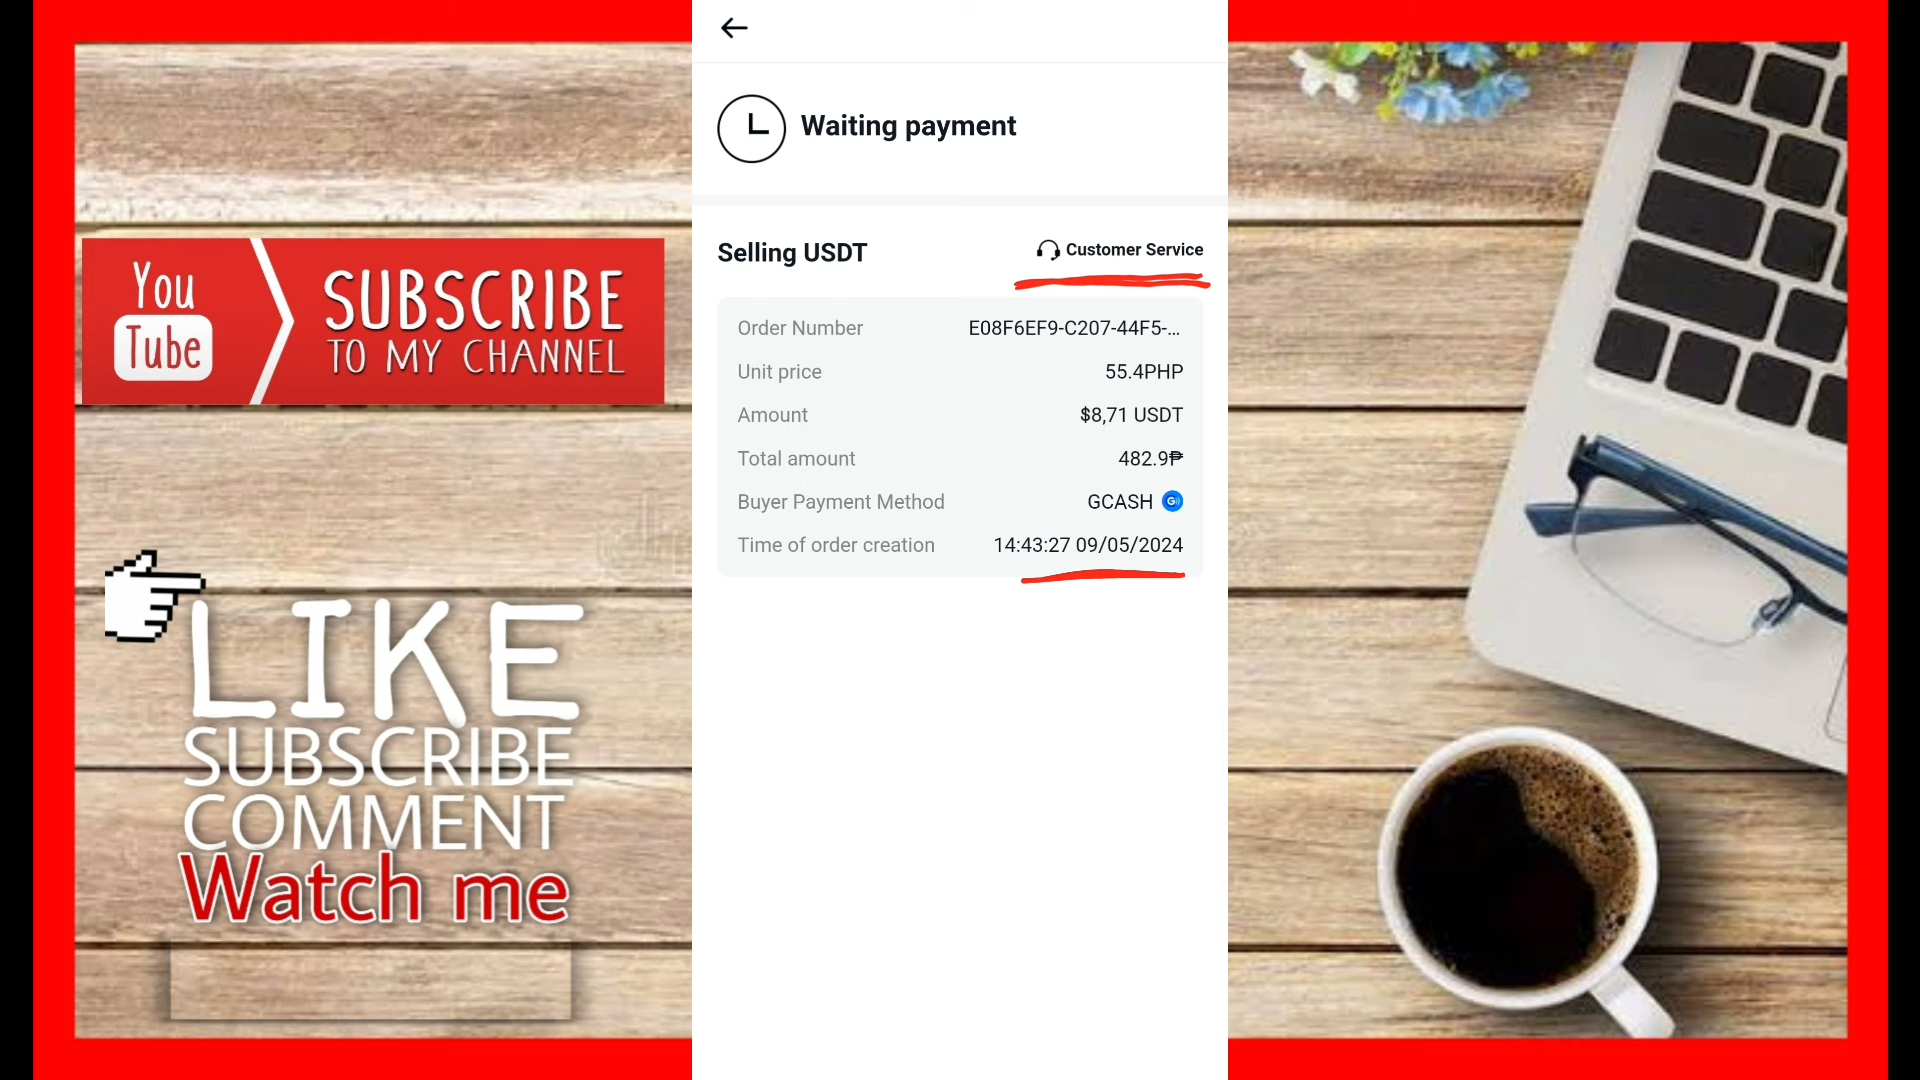 You
Tube
SUBSCRIBE
TO MY CHANNEL
LIKE
SUBSCRIBE
COMMENT
Watch me
Waiting payment
Selling USDT
Customer Service
Order Number E08F6EF9-C207-44F5-...
Unit price 55.4PHP
Amount $8,71 USDT
Total amount 482.9₱
Buyer Payment Method GCASH
Time of order creation 14:43:27 09/05/2024